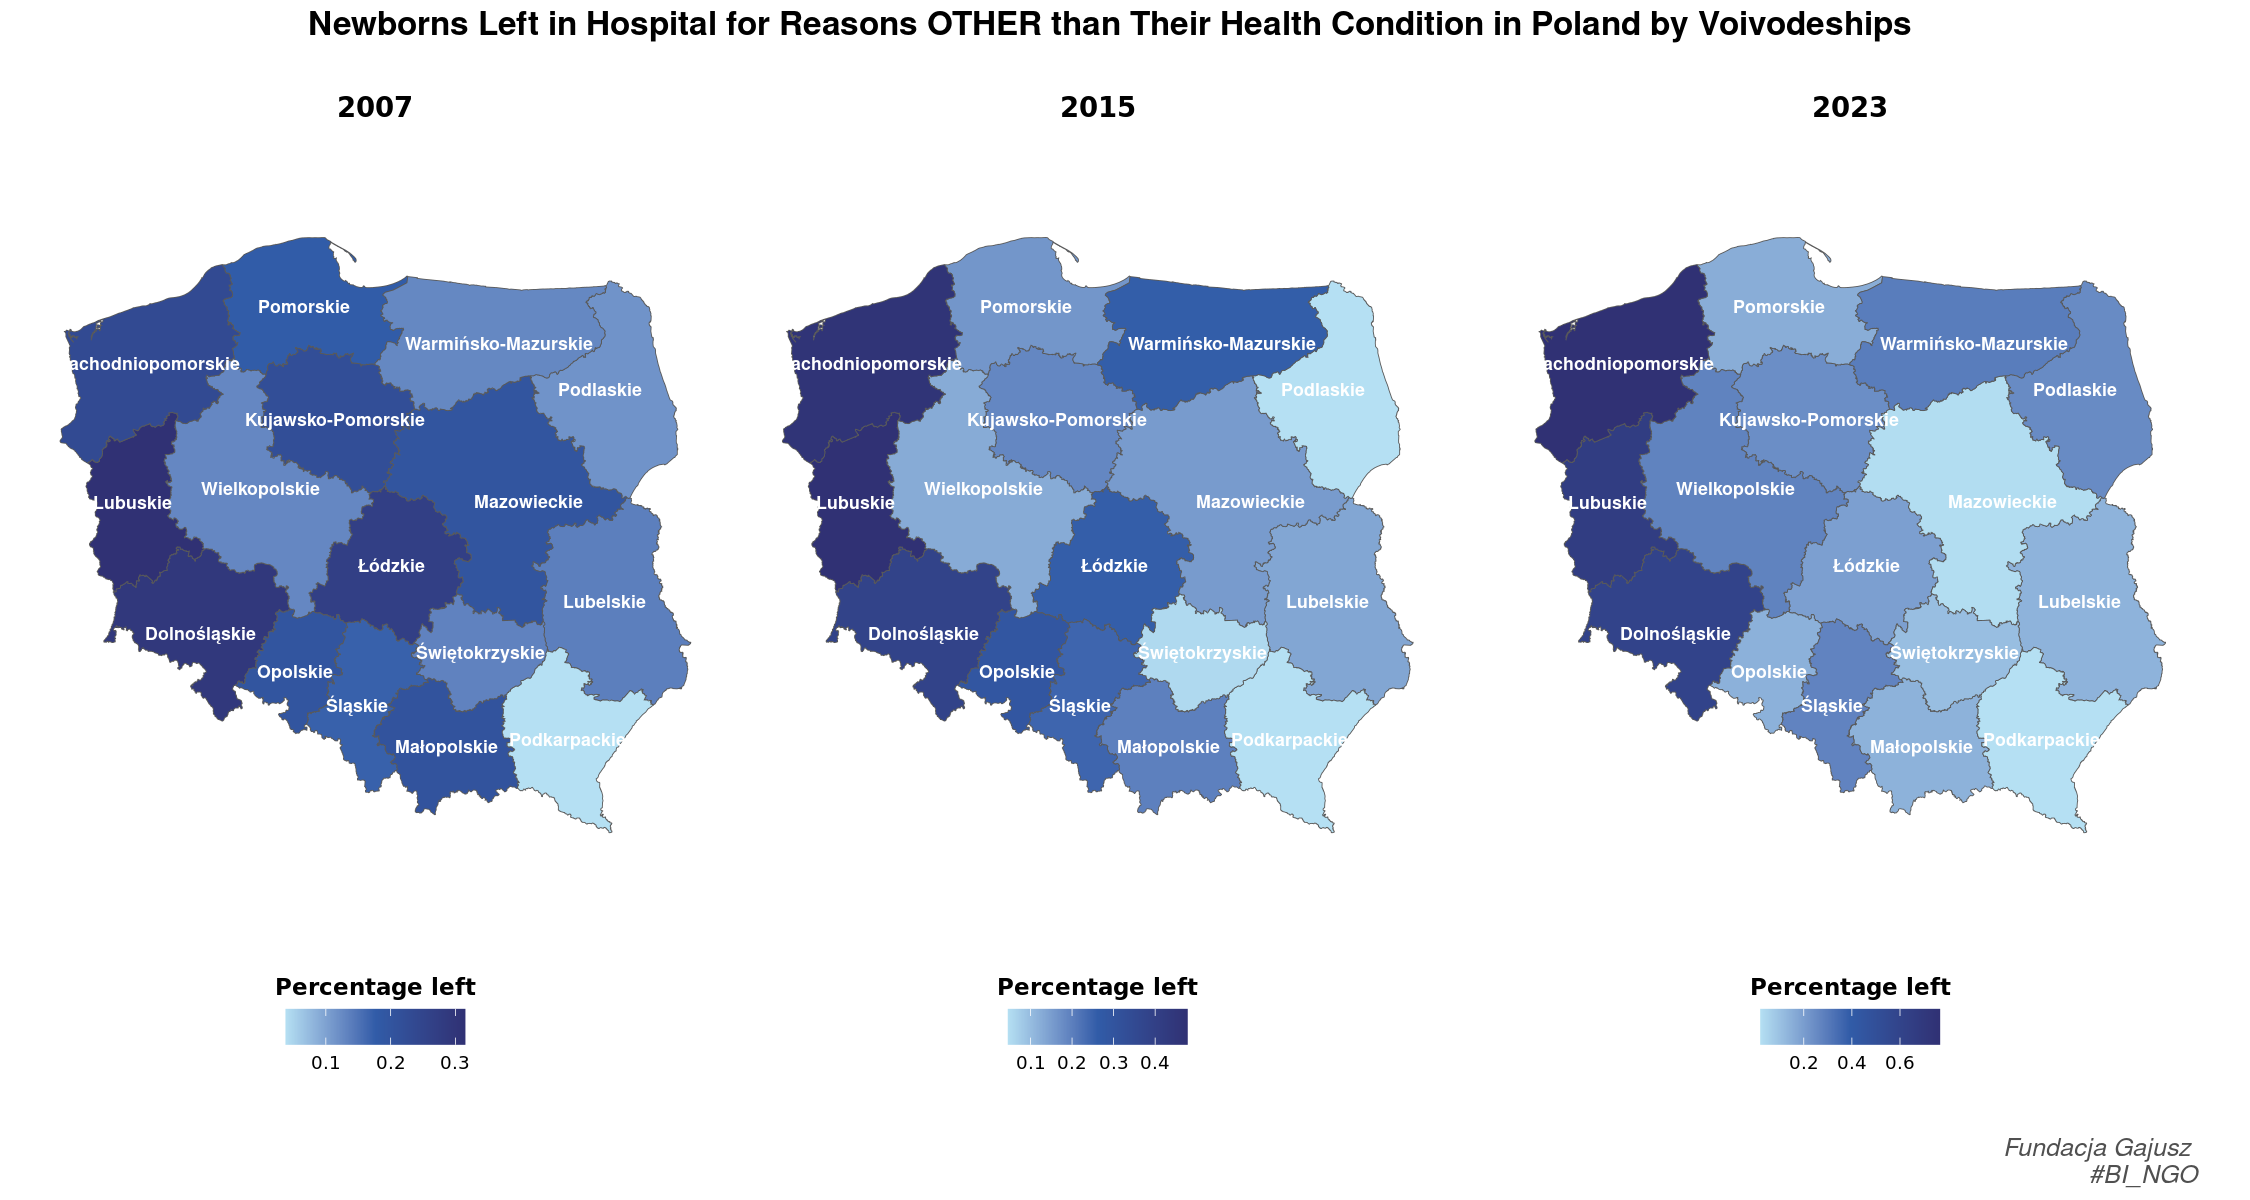 Newborns Left in Hospital for Reasons OTHER than Their Health Condition in Poland by Voivodeships
2007
Pomorskie
Warmińsko-Mazurskie
achodniopomorskie
Podlaskie
Kujawsko-Pomorskie
Wielkopolskie
Mazowieckie
Lubuskie
Łódzkie
Lubelskie
Dolnośląskie
Świętokrzyskie
Opolskie
Śląskie
Podkarpackie
Małopolskie
Percentage left
0.1 0.2 0.3
2015
Pomorskie
Warmińsko-Mazurskie
achodniopomorskie
Podlaskie
Kujawsko-Pomorskie
Wielkopolskie
Mazowieckie
Lubuskie
Łódzkie
Lubelskie
Dolnośląskie
Świętokrzyskie
Opolskie
Śląskie
Podkarpackie
Małopolskie
Percentage left
0.1 0.2 0.3 0.4
2023
Pomorskie
Warmińsko-Mazurskie
achodniopomorskie
Podlaskie
Kujawsko-Pomorskie
Wielkopolskie
Mazowieckie
Lubuskie
Łódzkie
Lubelskie
Dolnośląskie
Świętokrzyskie
Opolskie
Śląskie
Podkarpackie
Małopolskie
Percentage left
0.2 0.4 0.6
Fundacja Gajusz
#BI_NGO